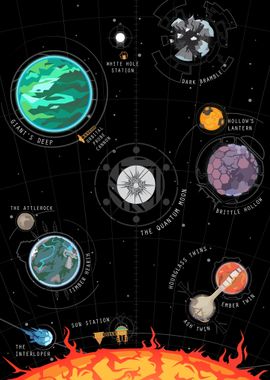 WHITE HOLE
STATION
DARK BRAMBLE
GIANT'S DEEP
ORBITAL
PROBE
CANNON
HOLLOW'S
LANTERN
BRITTLE HOLLOW
THE QUANTUM MOON
THE ATTLEROCK
TIMBER HEARTH
HOURGLASS TWINS
EMBER TWIN
ASH TWIN
SUN STATION
THE
INTERLOPER